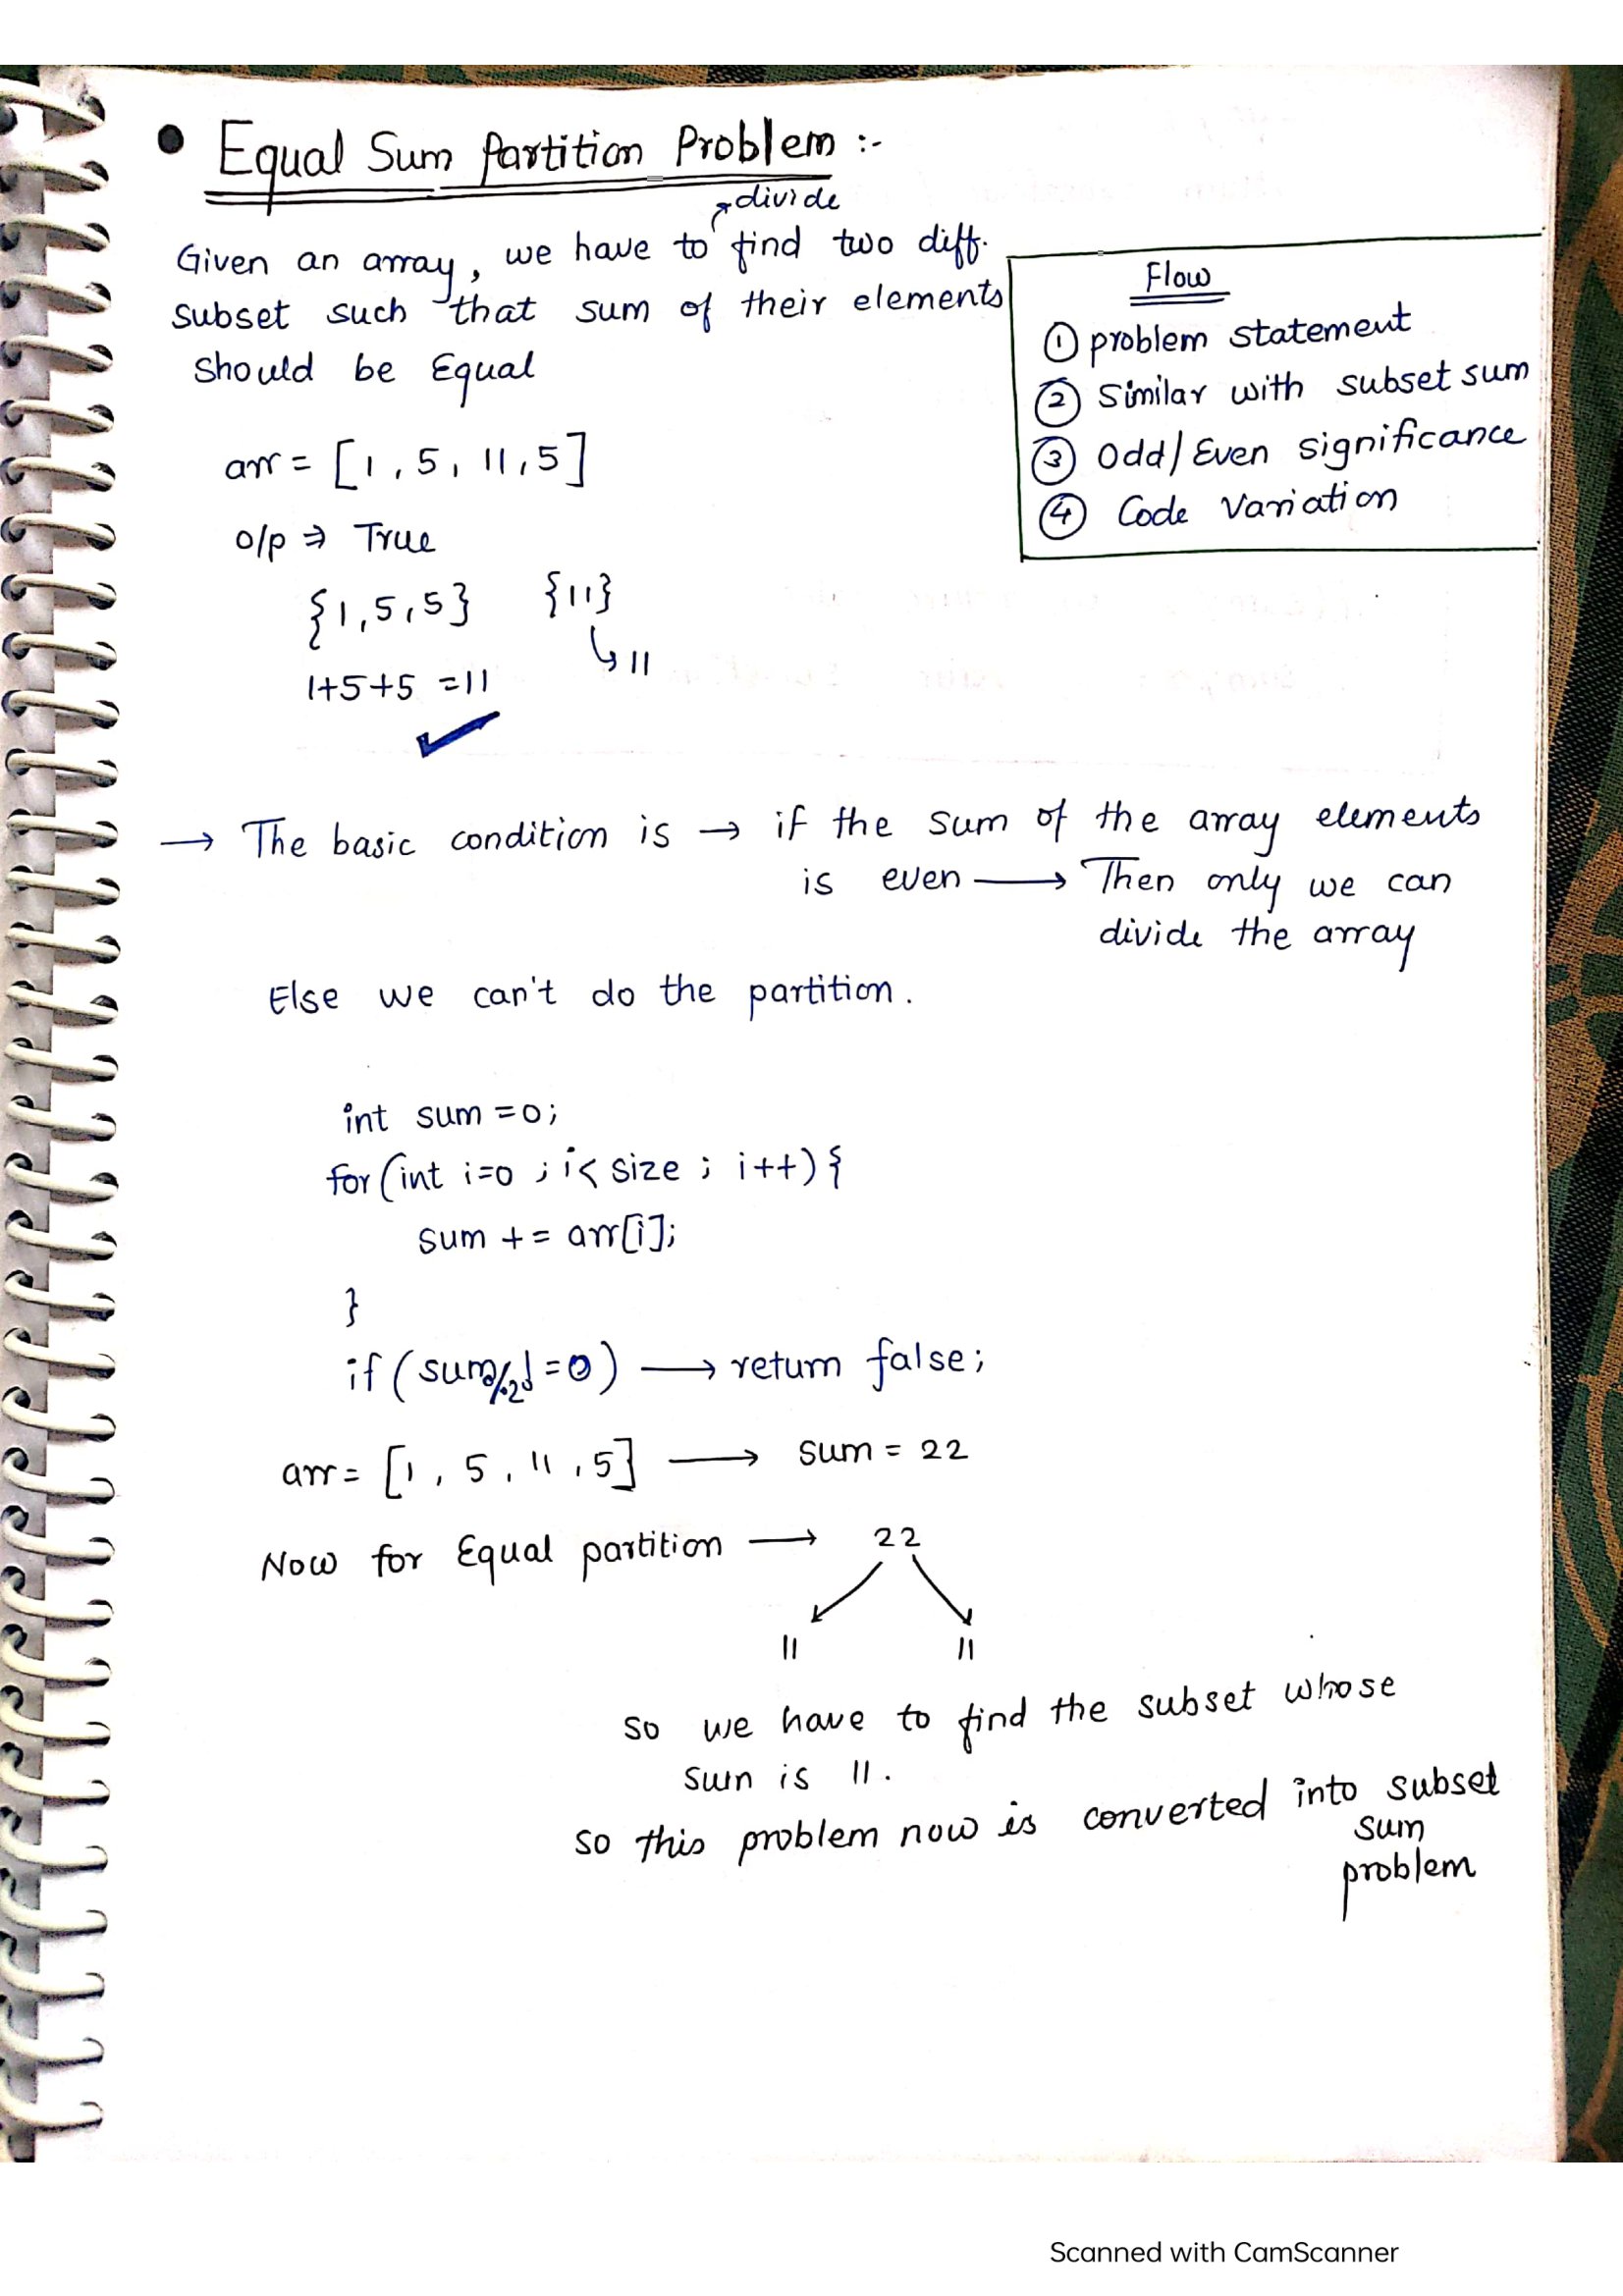 • Equal Sum Partition Problem :-
divide
Given an array, we have to find two diff.
subset such that sum of their elements
should be Equal
Flow
① problem statement
② Similar with subset sum
③ Odd/Even significance
④ Code Variation
arr = [1, 5, 11, 5]
o/p ⇒ True
{1,5,5} {11}
↳ 11
1+5+5 =11
✓
→ The basic condition is → if the sum of the array elements
is even ⟶ Then only we can
divide the array
Else we can't do the partition.
int sum =0;
for(int i=0 ; i< size ; i++){
sum += arr[i];
}
if (sum%2!=0) ⟶ return false;
arr= [1, 5, 11, 5] ⟶ sum = 22
Now for Equal partition ⟶ 22
11 11
so we have to find the subset whose
sum is 11.
so this problem now is converted into subset
sum
problem
Scanned with CamScanner